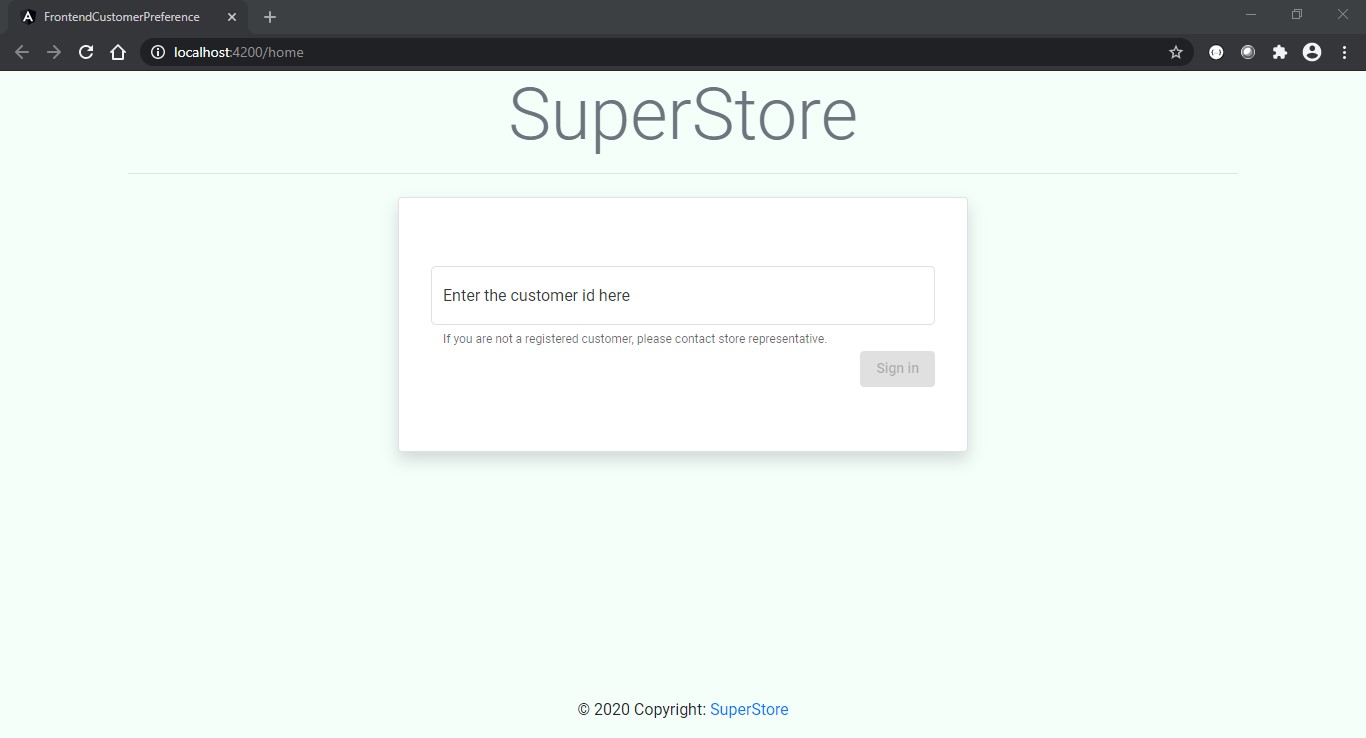 FrontendCustomerPreference
localhost:4200/home
SuperStore
Enter the customer id here
If you are not a registered customer, please contact store representative.
Sign in
© 2020 Copyright: SuperStore